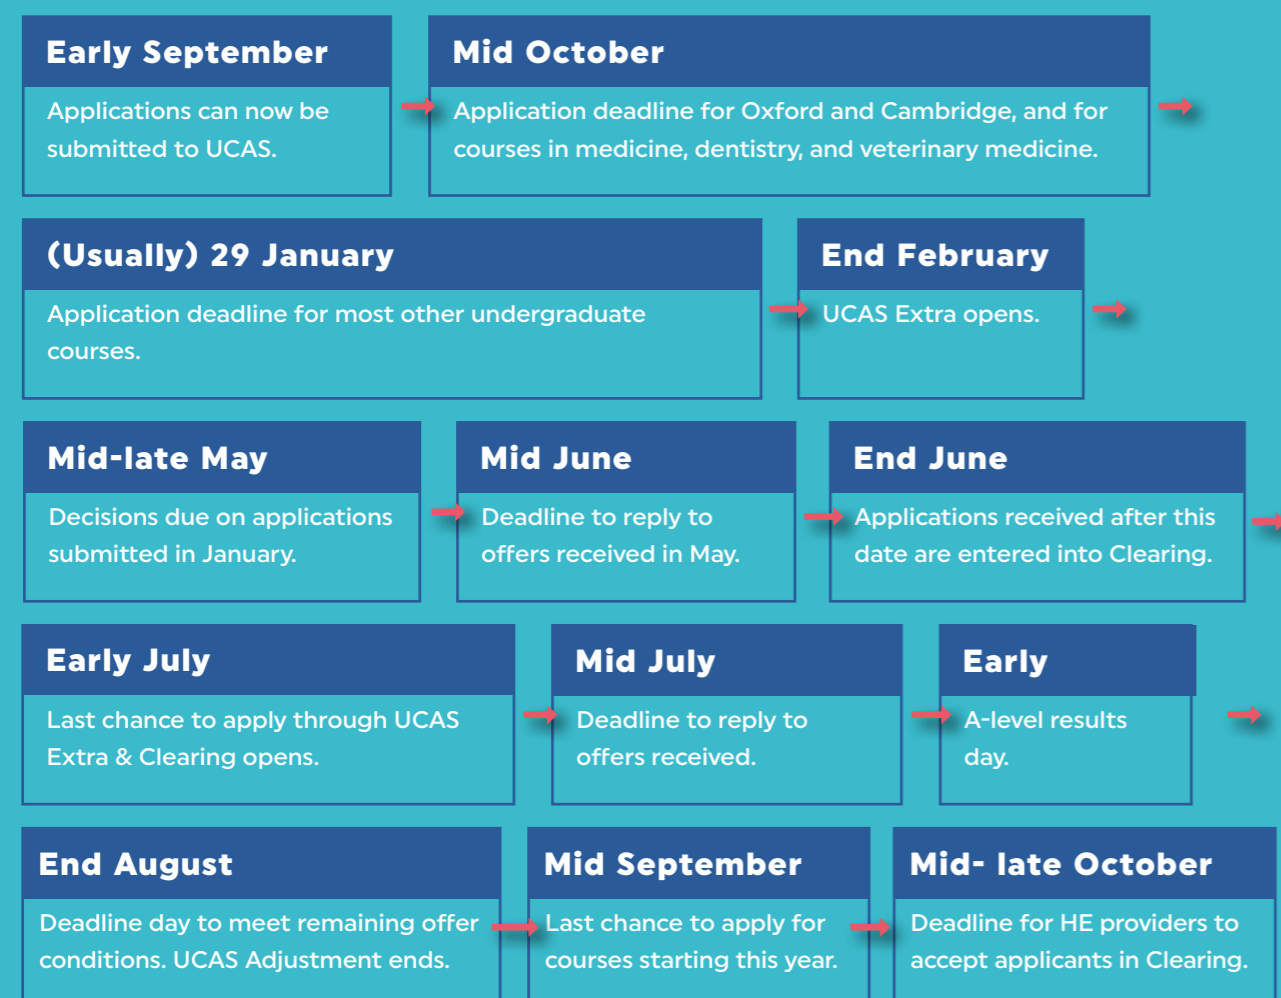 Early September
Applications can now be
submitted to UCAS.
Mid October
Application deadline for Oxford and Cambridge, and for
courses in medicine, dentistry, and veterinary medicine.
(Usually) 29 January
Application deadline for most other undergraduate
courses.
End February
UCAS Extra opens.
Mid-late May
Decisions due on applications
submitted in January.
Mid June
Deadline to reply to
offers received in May.
End June
Applications received after this
date are entered into Clearing.
Early July
Last chance to apply through UCAS
Extra & Clearing opens.
Mid July
Deadline to reply to
offers received.
Early
A-level results
day.
End August
Deadline day to meet remaining offer
conditions. UCAS Adjustment ends.
Mid September
Last chance to apply for
courses starting this year.
Mid- late October
Deadline for HE providers to
accept applicants in Clearing.